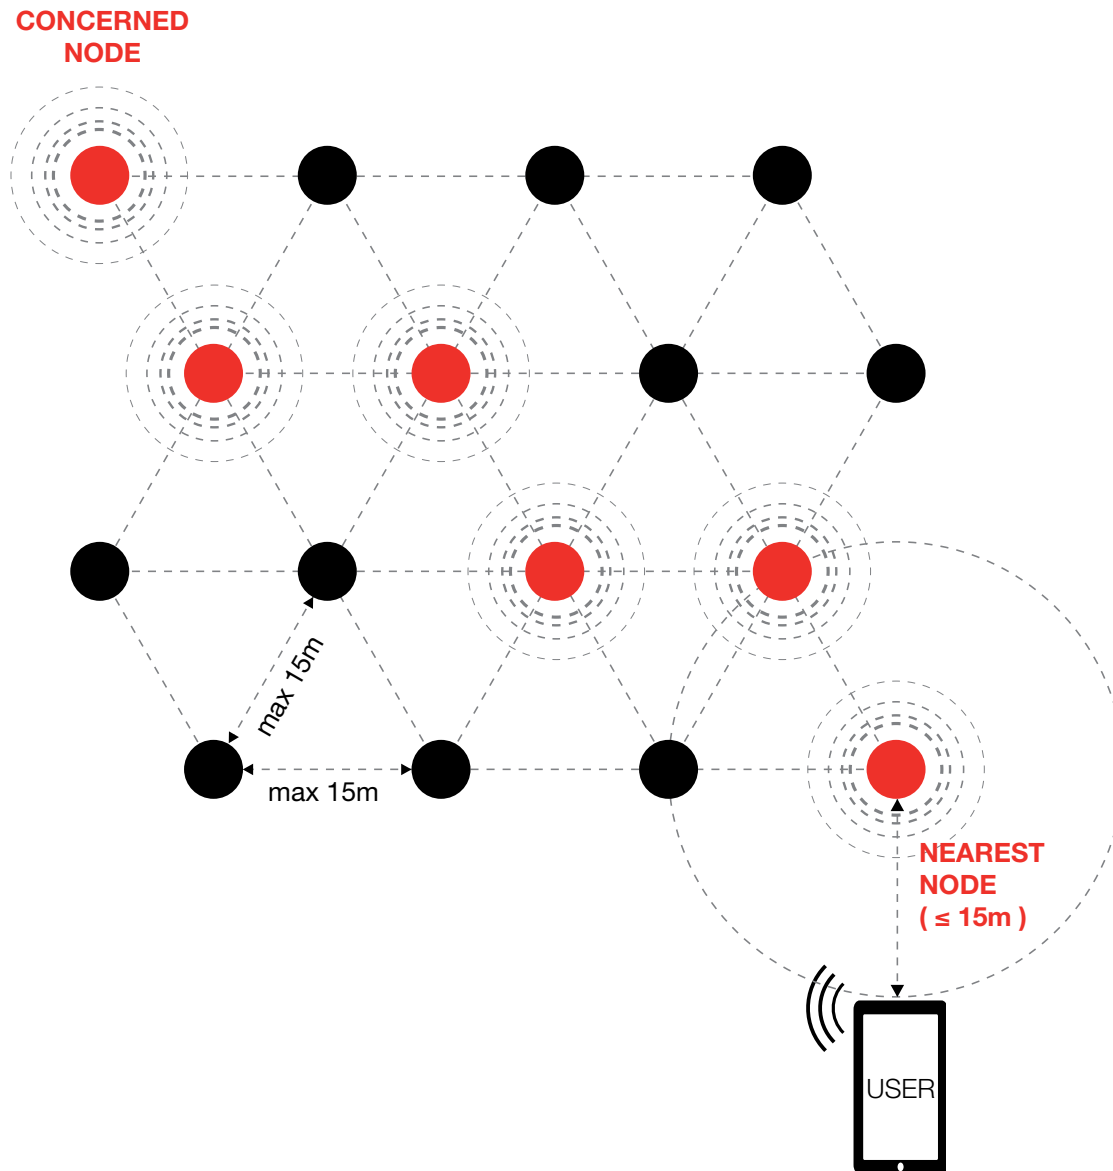 CONCERNED
NODE
max 15m
max 15m
NEAREST
NODE
( ≤ 15m )
USER